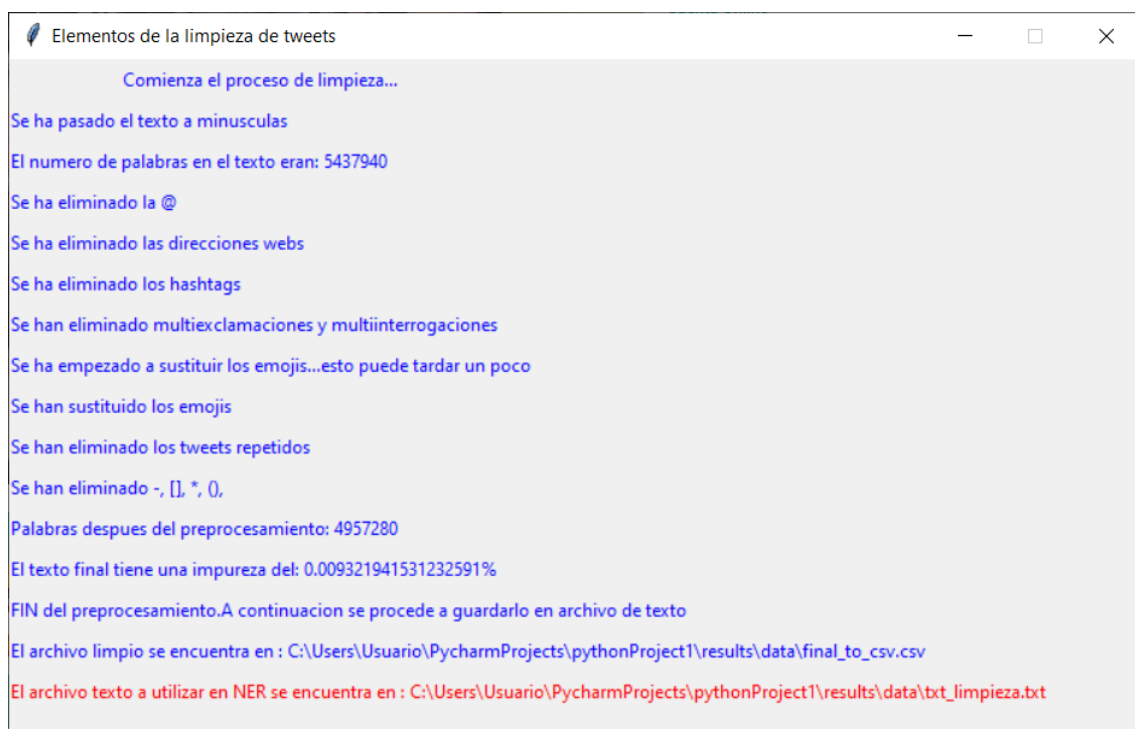 Elementos de la limpieza de tweets
Comienza el proceso de limpieza...
Se ha pasado el texto a minusculas
El numero de palabras en el texto eran: 5437940
Se ha eliminado la @
Se ha eliminado las direcciones webs
Se ha eliminado los hashtags
Se han eliminado multiexclamaciones y multiinterrogaciones
Se ha empezado a sustituir los emojis...esto puede tardar un poco
Se han sustituido los emojis
Se han eliminado los tweets repetidos
Se han eliminado -, [], *, (),
Palabras despues del preprocesamiento: 4957280
El texto final tiene una impureza del: 0.009321941531232591%
FIN del preprocesamiento.A continuacion se procede a guardarlo en archivo de texto
El archivo limpio se encuentra en : C:\Users\Usuario\PycharmProjects\pythonProject1\results\data\final_to_csv.csv
El archivo texto a utilizar en NER se encuentra en : C:\Users\Usuario\PycharmProjects\pythonProject1\results\data\txt_limpieza.txt